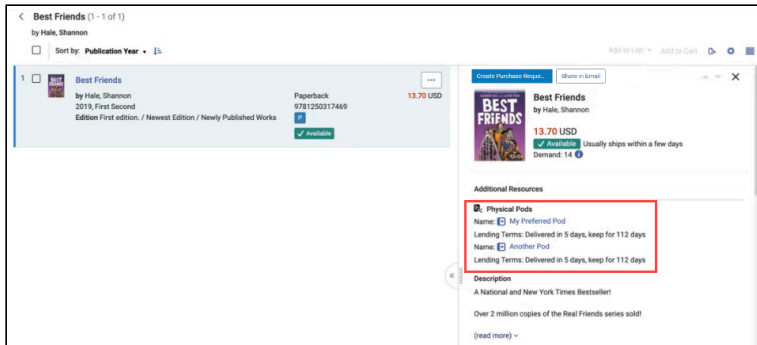 Best Friends (1 - 1 of 1)
by Hale, Shannon
Sort by: Publication Year
Add to List Add to Cart
1 Best Friends
by Hale, Shannon
2019, First Second
Edition First edition. / Newest Edition / Newly Published Works
Paperback
9781250317469
P
Available
...
13.70 USD
Create Purchase Reque... Share in Email
BEST FRIENDS
Best Friends
by Hale, Shannon
13.70 USD
Available Usually ships within a few days
Demand: 14
Additional Resources
Physical Pods
Name: My Preferred Pod
Lending Terms: Delivered in 5 days, keep for 112 days
Name: Another Pod
Lending Terms: Delivered in 5 days, keep for 112 days
Description
A National and New York Times Bestseller!
Over 2 million copies of the Real Friends series sold!
(read more)